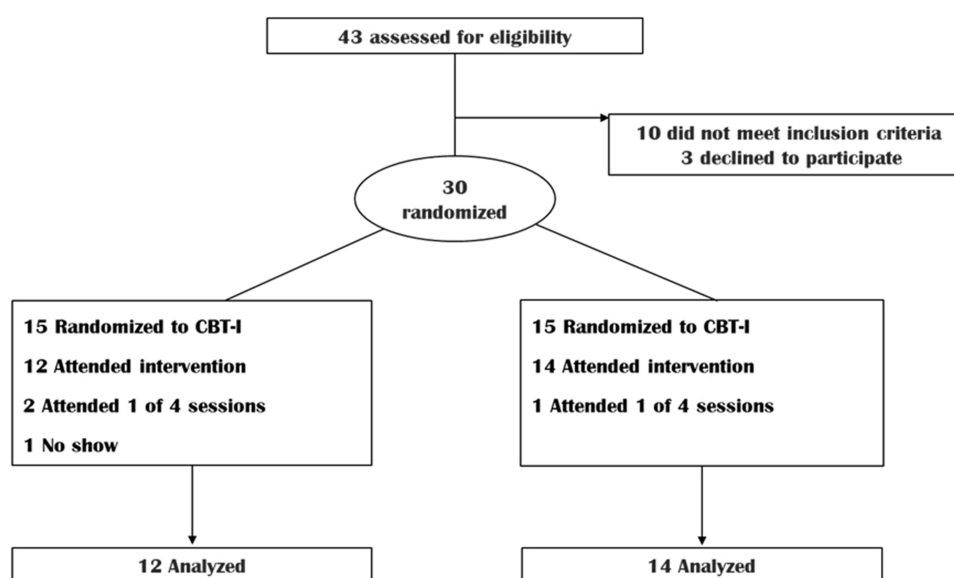 43 assessed for eligibility
10 did not meet inclusion criteria
3 declined to participate
30
randomized
15 Randomized to CBT-I
12 Attended intervention
2 Attended 1 of 4 sessions
1 No show
15 Randomized to CBT-I
14 Attended intervention
1 Attended 1 of 4 sessions
12 Analyzed
14 Analyzed